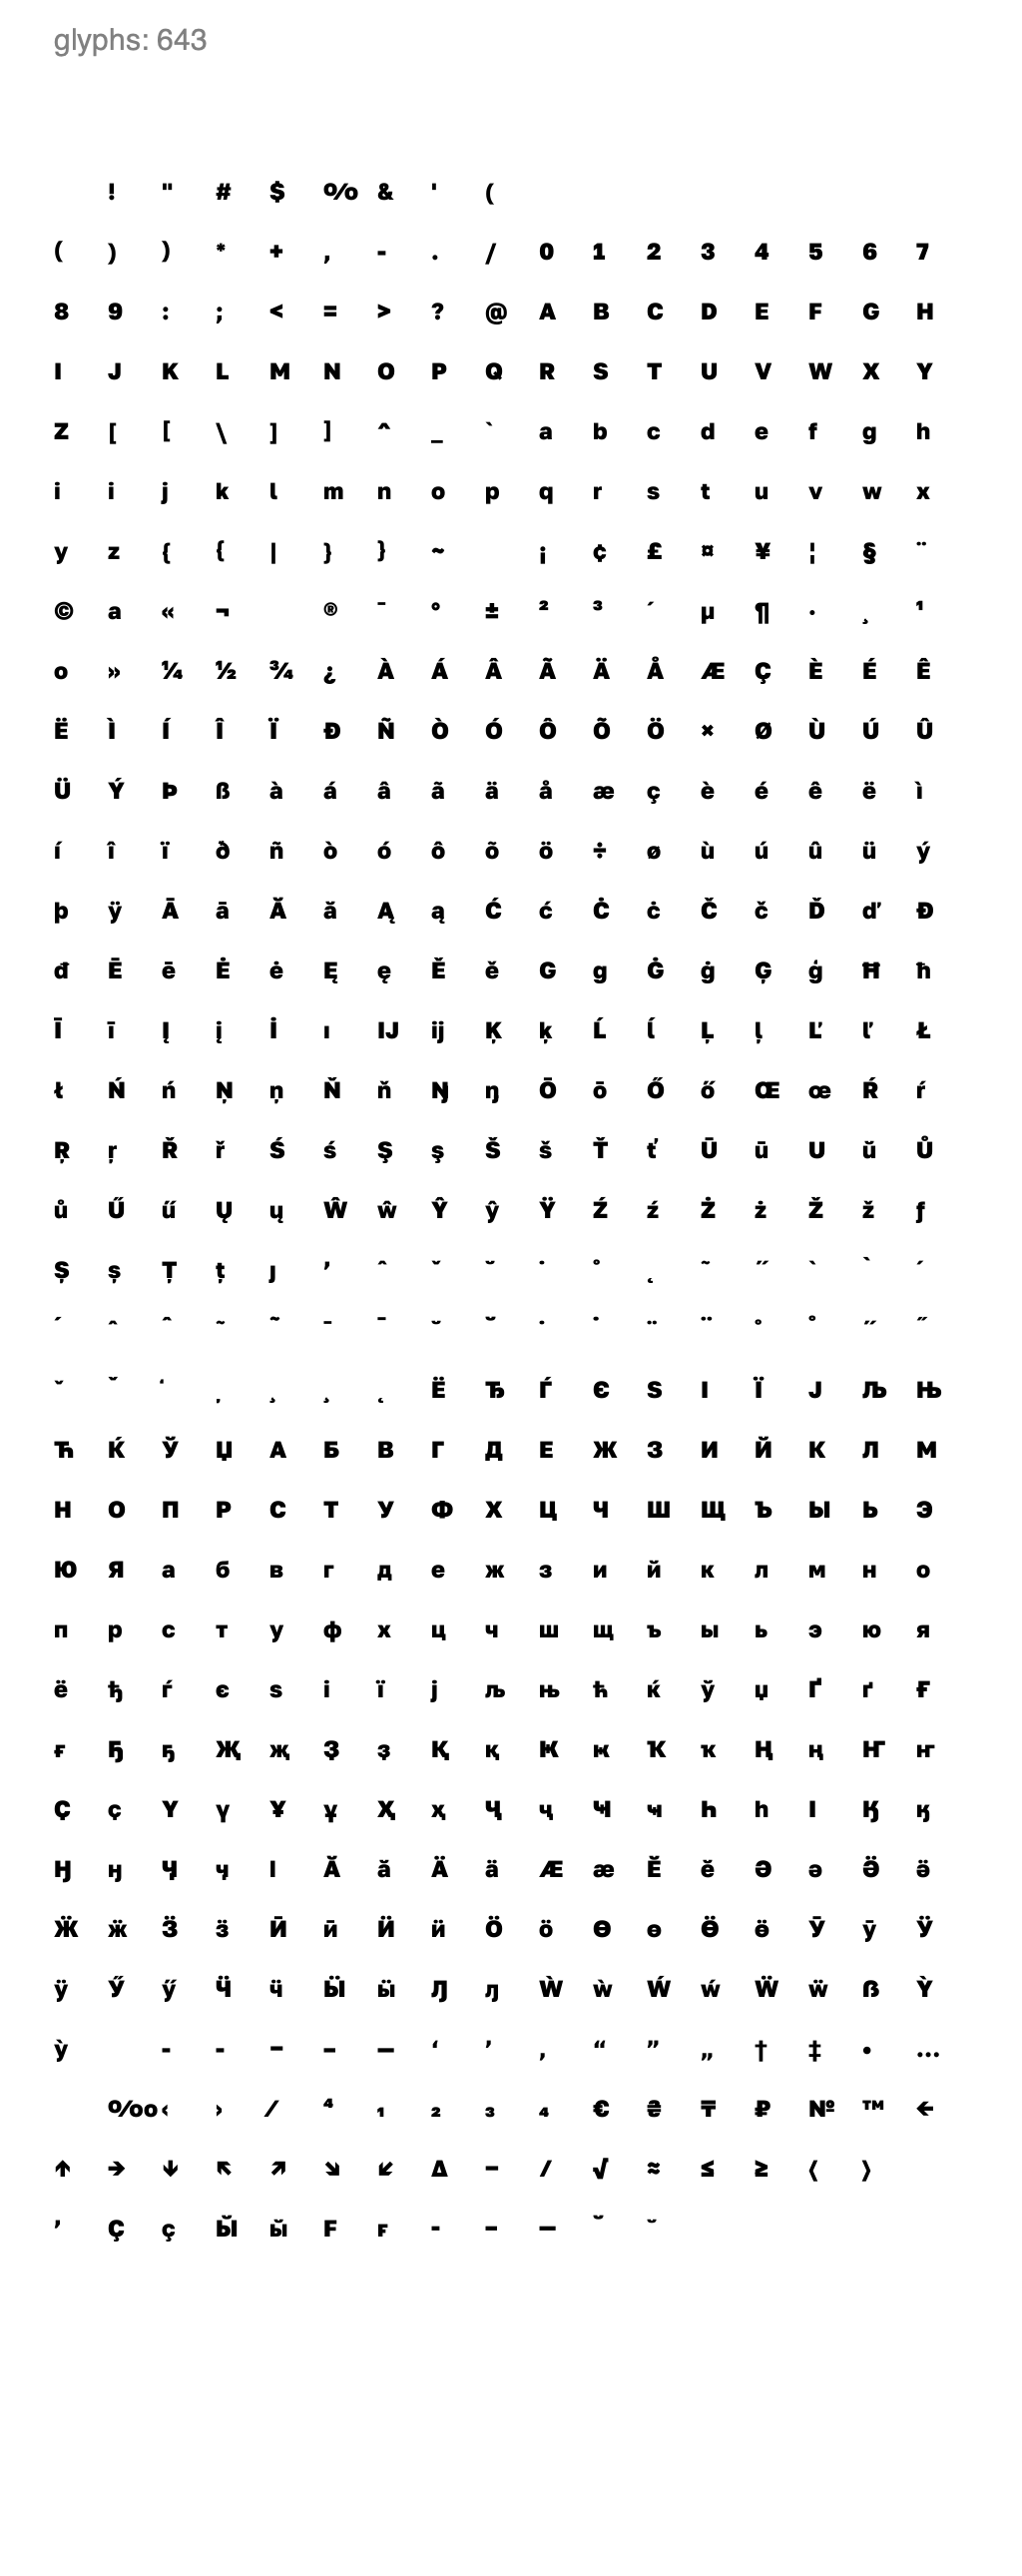 glyphs: 643
! " # $ % & ' (
( ) ) * + , - . / 0 1 2 3 4 5 6 7
8 9 : ; < = > ? @ A B C D E F G H
I J K L M N O P Q R S T U V W X Y
Z [ [ \ ] ] ^ _ ` a b c d e f g h
i i j k l m n o p q r s t u v w x
y z { { | } } ~ ¡ ¢ £ ¤ ¥ ¦ § ¨
© a « ¬ ® ¯ ° ± ² ³ ´ µ ¶ · ¸ ¹
o » ¼ ½ ¾ ¿ À Á Â Ã Ä Å Æ Ç È É Ê
Ë Ì Í Î Ï Ð Ñ Ò Ó Ô Õ Ö × Ø Ù Ú Û
Ü Ý Þ ß à á â ã ä å æ ç è é ê ë ì
í î ï ð ñ ò ó ô õ ö ÷ ø ù ú û ü ý
þ ÿ Ā ā Ă ă Ą ą Ć ć Ċ ċ Č č Ď ď Đ
đ Ē ē Ė ė Ę ę Ě ě G g Ġ ġ Ģ ģ Ħ ħ
Ī ī Į į İ ı IJ ij Ķ ķ Ĺ ĺ Ļ ļ Ľ ľ Ł
ł Ń ń Ņ ņ Ň ň Ŋ ŋ Ō ō Ő ő Œ œ Ŕ ŕ
Ŗ ŗ Ř ř Ś ś Ş ş Š š Ť ť Ū ū U ŭ Ů
ů Ű ű Ų ų Ŵ ŵ Ŷ ŷ Ÿ Ź ź Ż ż Ž ž ƒ
Ș ș Ț ț ȷ ʼ ˆ ˇ ˘ ˙ ˚ ˛ ˜ ˝ ` ` ´
´ ˆ ˆ ˜ ˜ ¯ ¯ ˘ ˘ ˙ ˙ ¨ ¨ ˚ ˚ ˝ ˝
ˇ ˇ ʻ , ¸ ¸ ˛ Ё Ђ Ѓ Є Ѕ І Ї Ј Љ Њ
Ћ Ќ Ў Џ А Б В Г Д Е Ж З И Й К Л М
Н О П Р С Т У Ф Х Ц Ч Ш Щ Ъ Ы Ь Э
Ю Я а б в г д е ж з и й к л м н о
п р с т у ф х ц ч ш щ ъ ы ь э ю я
ё ђ ѓ є ѕ і ї ј љ њ ћ ќ ў џ Ґ ґ Ғ
ғ Ҕ ҕ Җ җ Ҙ ҙ Қ қ Ҝ ҝ Ҡ ҡ Ң ң Ҥ ҥ
Ҫ ҫ Ү ү Ұ ұ Ҳ ҳ Ҷ ҷ Ҹ ҹ Һ һ І Ӄ ӄ
Ӈ ӈ Ӌ ӌ ӏ Ӑ ӑ Ӓ ӓ Ӕ ӕ Ӗ ӗ Ә ә Ӛ ӛ
Ӝ ӝ Ӟ ӟ Ӣ ӣ Ӥ ӥ Ӧ ӧ Ө ө Ӫ ӫ Ӯ ӯ Ӱ
ӱ Ӳ ӳ Ӵ ӵ Ӹ ӹ Ԓ ԓ Ẁ ẁ Ẃ ẃ Ẅ ẅ ẞ Ỳ
ỳ ‐ ‑ ‒ – — ‘ ’ ‚ “ ” „ † ‡ • …
‰ ‹ › ⁄ ⁴ ₁ ₂ ₃ ₄ € ₴ ₸ ₽ № ™ ←
↑ → ↓ ↖ ↗ ↘ ↙ ∆ − ∕ √ ≈ ≤ ≥ ⟨ ⟩
ʼ Ç ç Ӹ̆ ӹ̆ F ғ - – — ˘ ˘